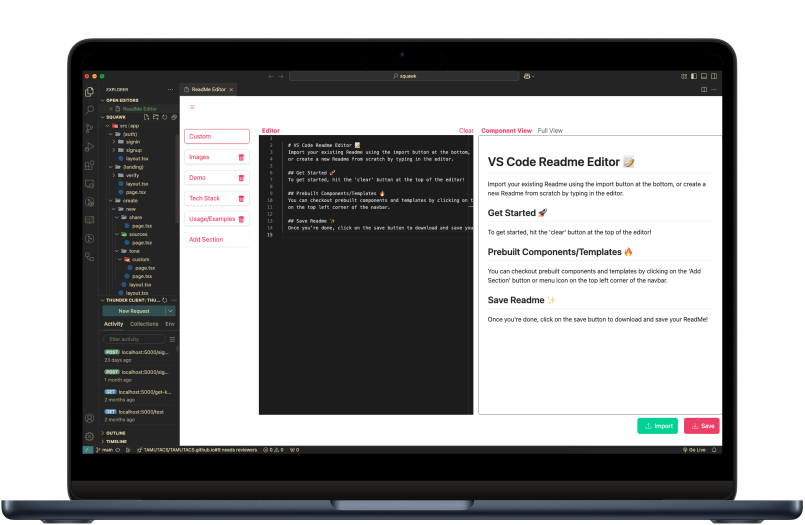 squawk
EXPLORER
OPEN EDITORS
ReadMe Editor
SQUAWK
src/app
(auth)
signin
signup
layout.tsx
(landing)
verify
layout.tsx
page.tsx
create
new
share
page.tsx
sources
page.tsx
tone
custom
page.tsx
page.tsx
layout.tsx
layout.tsx
THUNDER CLIENT: THU...
New Request
Activity Collections Env
filter activity
POST localhost:5000/sig...
23 days ago
POST localhost:5000/sig...
1 month ago
GET localhost:5000/get-k...
2 months ago
GET localhost:5000/test
2 months ago
OUTLINE
TIMELINE
ReadMe Editor
Custom
Images
Demo
Tech Stack
Usage/Examples
Add Section
Editor Clear
1
2 # VS Code Readme Editor 📝
3 Import your existing Readme using the import button at the bottom,
4 or create a new Readme from scratch by typing in the editor.
5
6 ## Get Started 🚀
7 To get started, hit the 'clear' button at the top of the editor!
8
9 ## Prebuilt Components/Templates 🔥
10 You can checkout prebuilt components and templates by clicking on t
11 on the top left corner of the navbar.
12
13 ## Save Readme ✨
14 Once you're done, click on the save button to download and save you
15
Component View Full View
VS Code Readme Editor 📝
Import your existing Readme using the import button at the bottom, or create a
new Readme from scratch by typing in the editor.
Get Started 🚀
To get started, hit the 'clear' button at the top of the editor!
Prebuilt Components/Templates 🔥
You can checkout prebuilt components and templates by clicking on the 'Add
Section' button or menu icon on the top left corner of the navbar.
Save Readme ✨
Once you're done, click on the save button to download and save your ReadMe!
Import Save
main TAMUTACS/TAMUTACS.github.io#9 needs reviewers 0 0 0 Go Live